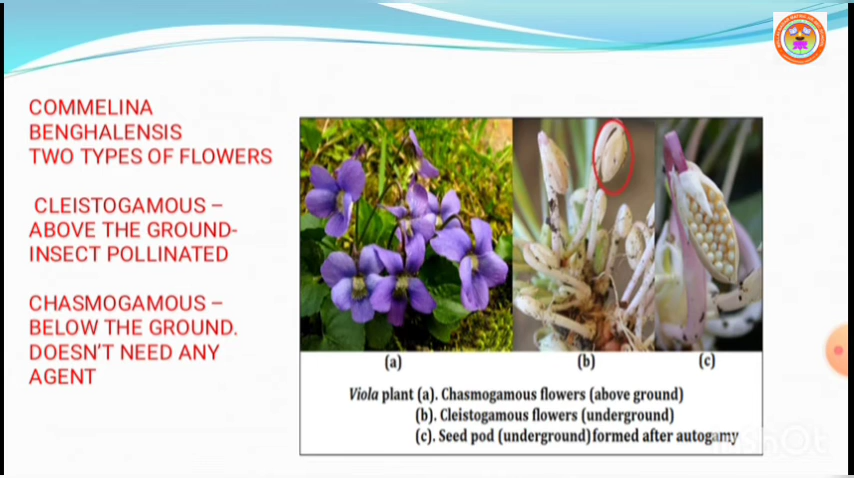 COMMELINA
BENGHALENSIS
TWO TYPES OF FLOWERS
CLEISTOGAMOUS –
ABOVE THE GROUND-
INSECT POLLINATED
CHASMOGAMOUS –
BELOW THE GROUND.
DOESN'T NEED ANY
AGENT
(a) (b) (c)
Viola plant (a). Chasmogamous flowers (above ground)
(b). Cleistogamous flowers (underground)
(c). Seed pod (underground)formed after autogamy